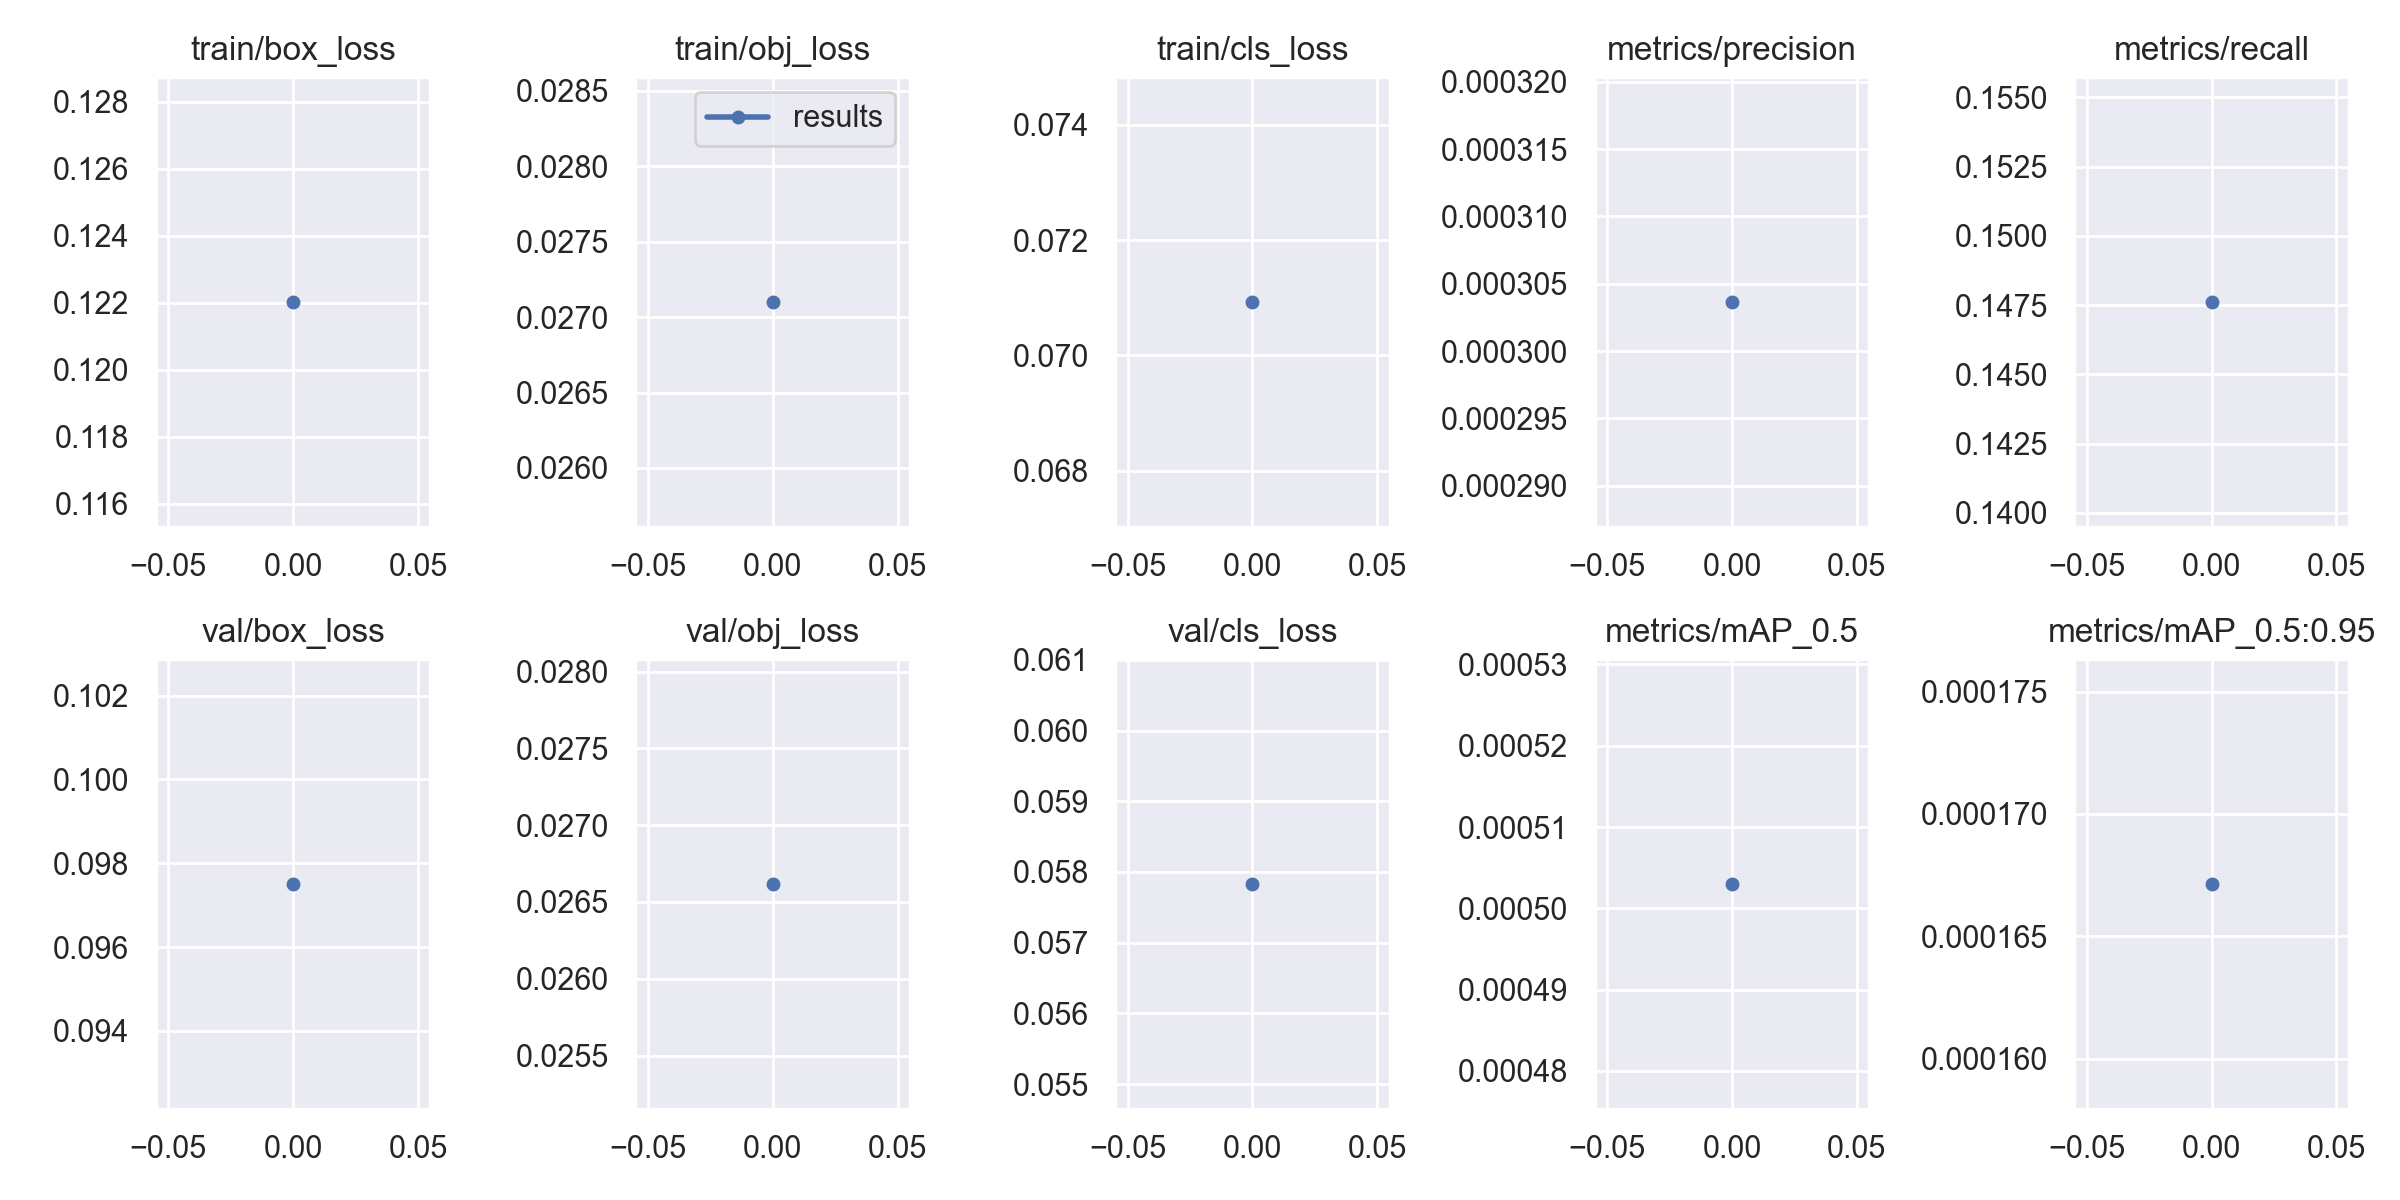 train/box_loss
0.128
0.126
0.124
0.122
0.120
0.118
0.116
−0.05 0.00 0.05
train/obj_loss
results
0.0285
0.0280
0.0275
0.0270
0.0265
0.0260
−0.05 0.00 0.05
train/cls_loss
0.074
0.072
0.070
0.068
−0.05 0.00 0.05
metrics/precision
0.000320
0.000315
0.000310
0.000305
0.000300
0.000295
0.000290
−0.05 0.00 0.05
metrics/recall
0.1550
0.1525
0.1500
0.1475
0.1450
0.1425
0.1400
−0.05 0.00 0.05
val/box_loss
0.102
0.100
0.098
0.096
0.094
−0.05 0.00 0.05
val/obj_loss
0.0280
0.0275
0.0270
0.0265
0.0260
0.0255
−0.05 0.00 0.05
val/cls_loss
0.061
0.060
0.059
0.058
0.057
0.056
0.055
−0.05 0.00 0.05
metrics/mAP_0.5
0.00053
0.00052
0.00051
0.00050
0.00049
0.00048
−0.05 0.00 0.05
metrics/mAP_0.5:0.95
0.000175
0.000170
0.000165
0.000160
−0.05 0.00 0.05